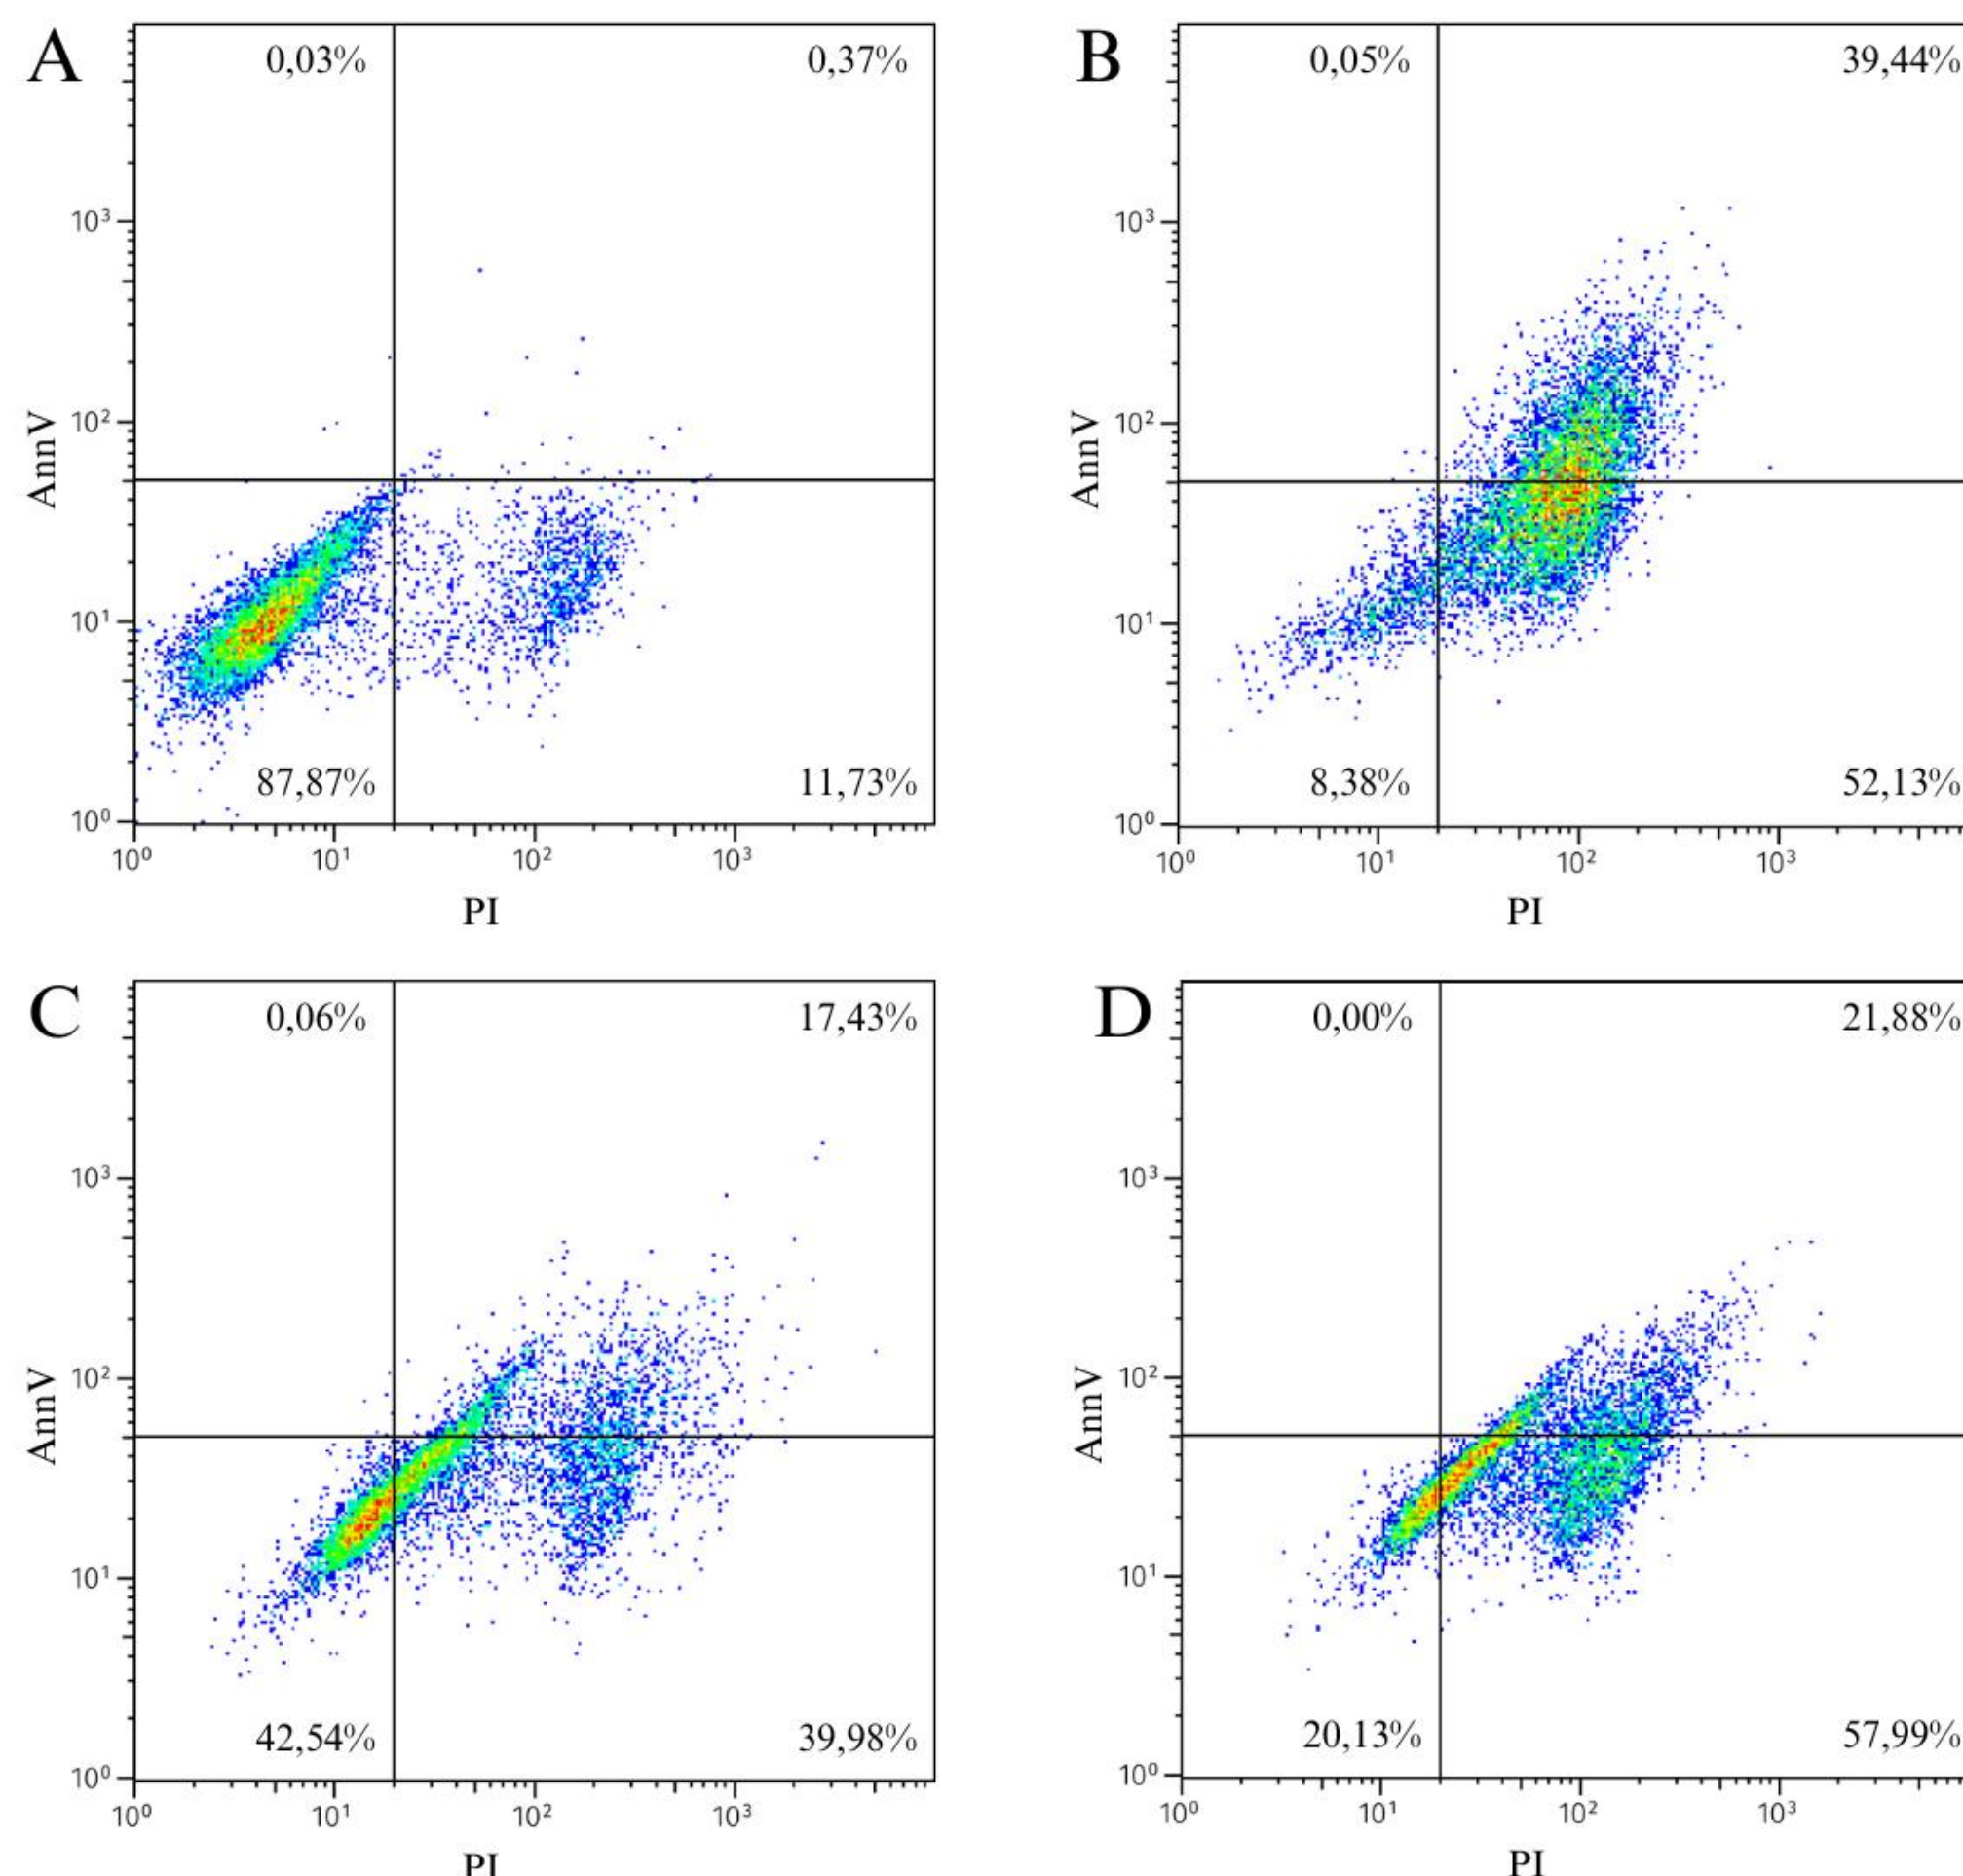 A
0,03%
0,37%
10³
10²
10¹
10⁰
AnnV
87,87%
11,73%
10⁰ 10¹ 10² 10³
PI
B
0,05%
39,44%
10³
10²
10¹
10⁰
AnnV
8,38%
52,13%
10⁰ 10¹ 10² 10³
PI
C
0,06%
17,43%
10³
10²
10¹
10⁰
AnnV
42,54%
39,98%
10⁰ 10¹ 10² 10³
PI
D
0,00%
21,88%
10³
10²
10¹
10⁰
AnnV
20,13%
57,99%
10⁰ 10¹ 10² 10³
PI